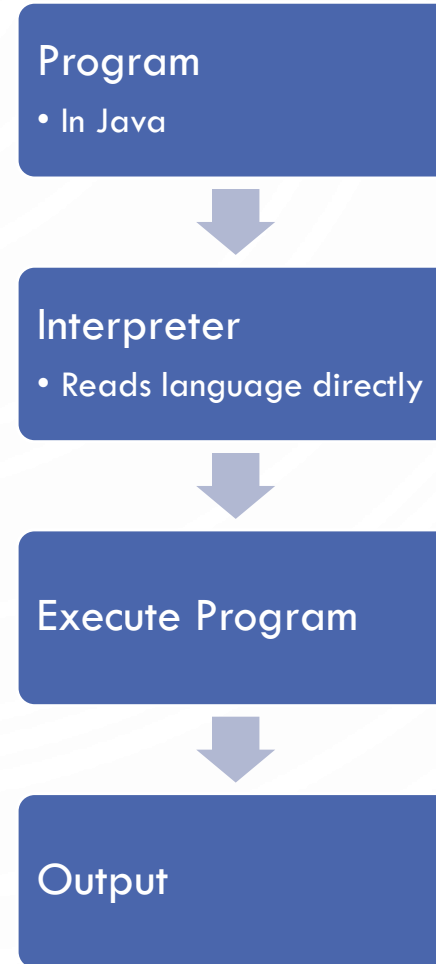 Program
• In Java
Interpreter
• Reads language directly
Execute Program
Output